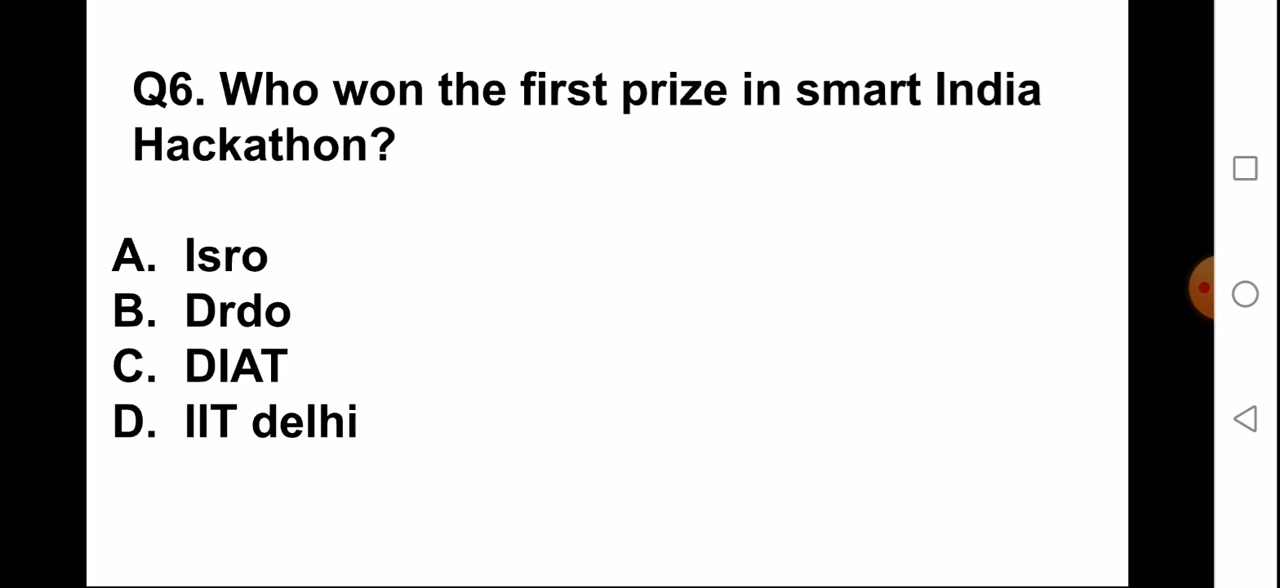 Q6. Who won the first prize in smart India
Hackathon?
A. Isro
B. Drdo
C. DIAT
D. IIT delhi